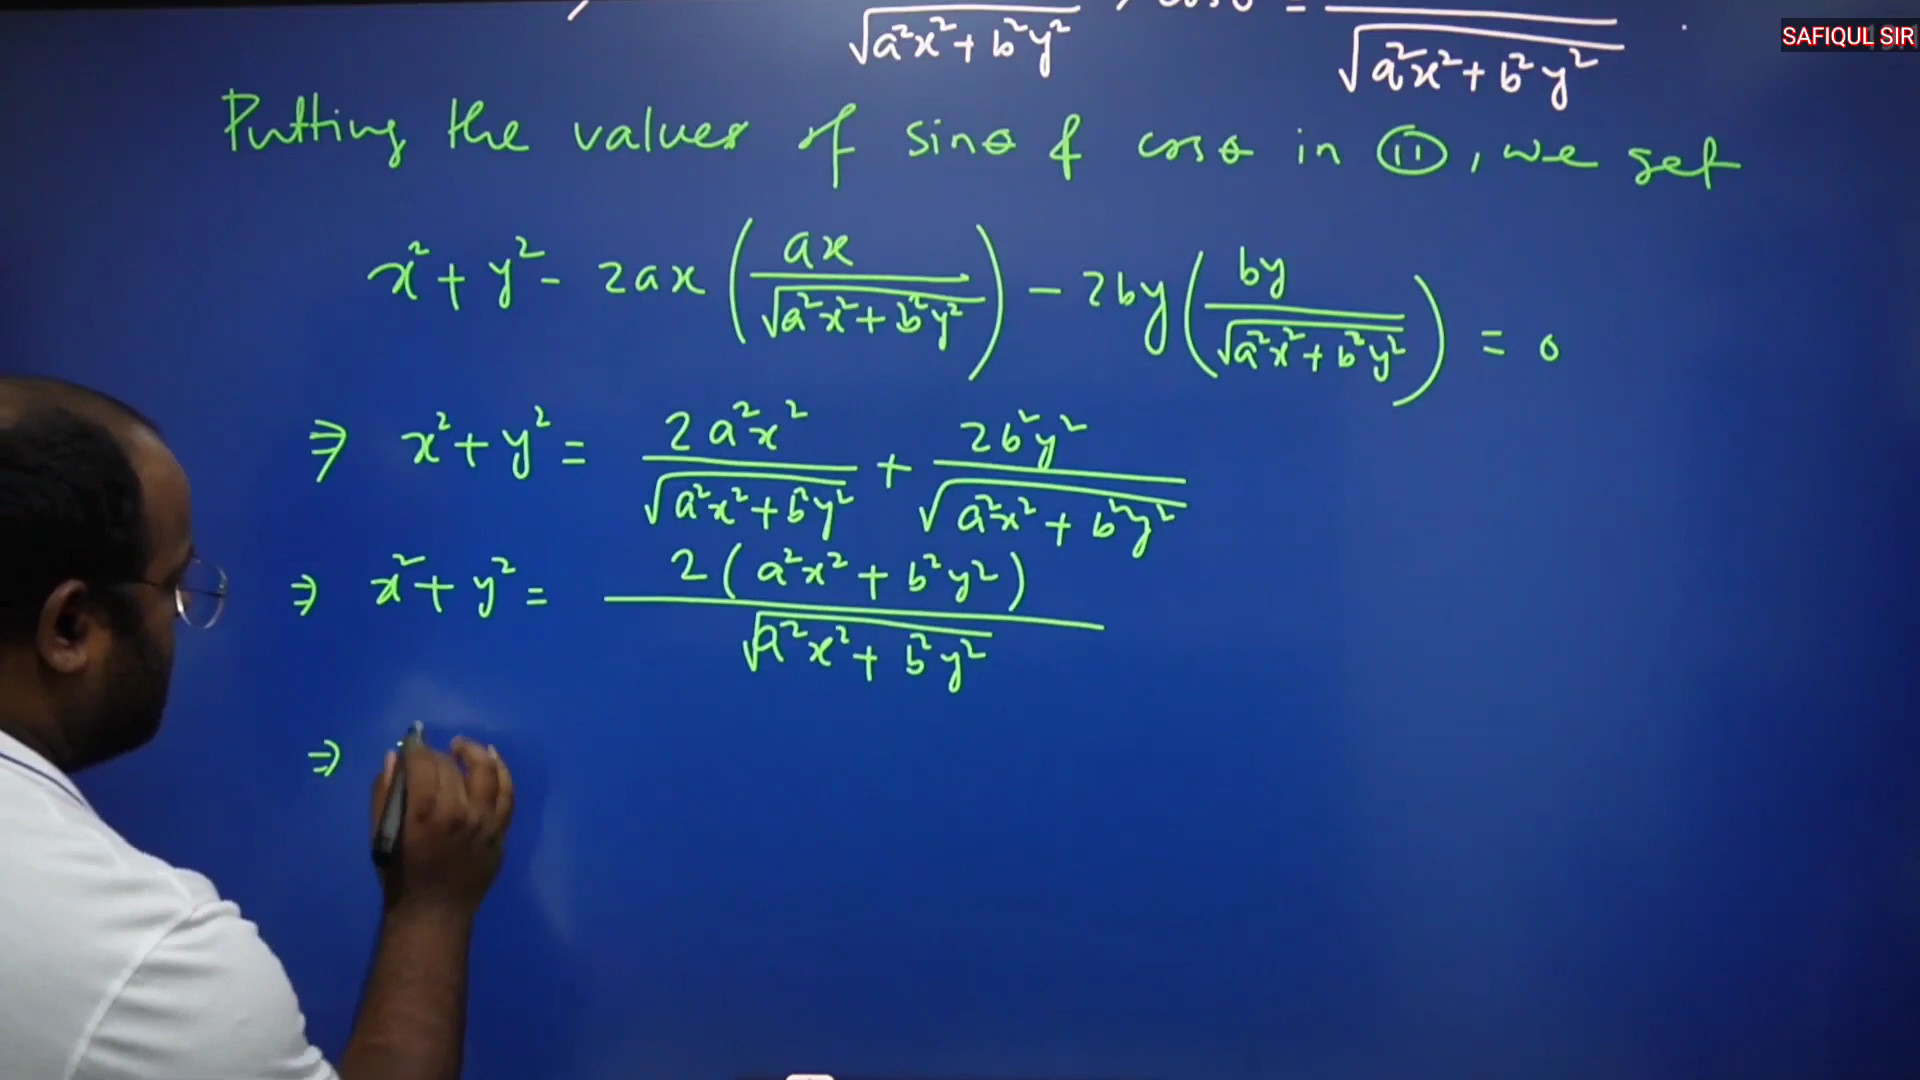 √a²x² + b²y² , cosθ = √a²x² + b²y²
SAFIQUL SIR
Putting the values of sinθ & cosθ in (11), we get
x² + y² - 2ax (ax/√a²x² + b²y²) - 2by (by/√a²x² + b²y²) = 0
⇒ x² + y² = 2a²x²/√a²x² + b²y² + 2b²y²/√a²x² + b²y²
⇒ x² + y² = 2(a²x² + b²y²)/√a²x² + b²y²
⇒